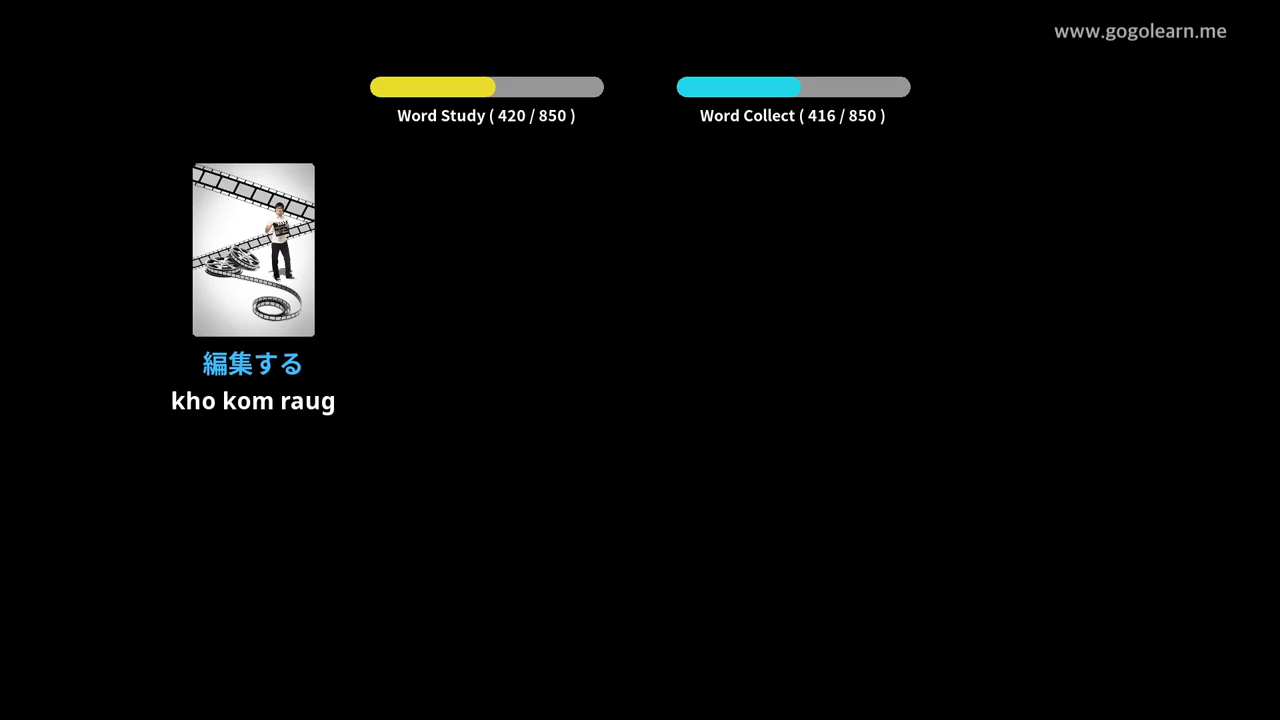 www.gogolearn.me
Word Study ( 420 / 850 )
Word Collect ( 416 / 850 )
編集する
kho kom raug